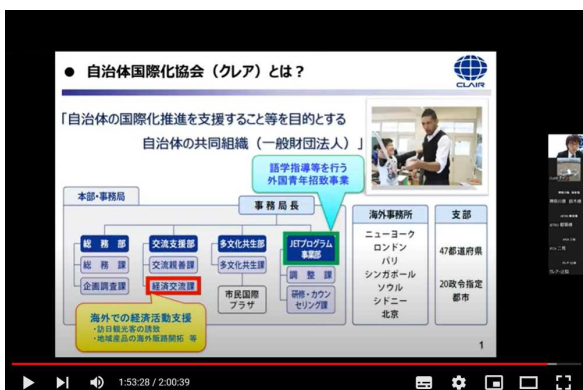 ● 自治体国際化協会（クレア）とは？
CLAIR
「自治体の国際化推進を支援すること等を目的とする
自治体の共同組織（一般財団法人）」
語学指導等を行う
外国青年招致事業
本部・事務局
事務局長
総務部
総務課
企画調査課
交流支援部
交流親善課
経済交流課
多文化共生部
多文化共生課
市民国際
プラザ
JETプログラム
事業部
調整課
研修・カウン
セリング課
海外での経済活動支援
・訪日観光客の誘致
・地域産品の海外販路開拓 等
海外事務所
ニューヨーク
ロンドン
パリ
シンガポール
ソウル
シドニー
北京
支部
47都道府県
20政令指定
都市
1
1:53:28 / 2:00:39